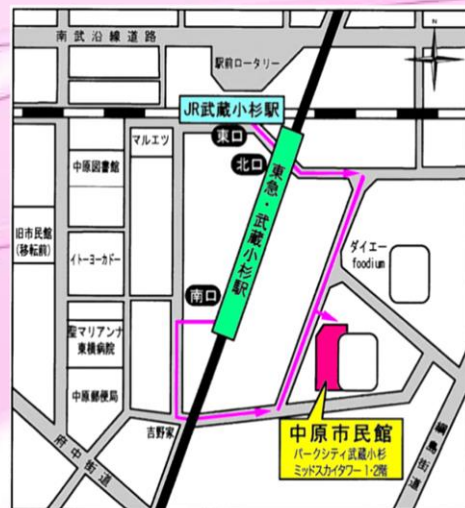 南武沿線道路
駅前ロータリー
N
JR武蔵小杉駅
東口
北口
マルエツ
中原図書館
東急・武蔵小杉駅
旧市民館
(移転前)
イトーヨーカドー
ダイエー
foodium
南口
聖マリアンナ
東横病院
中原郵便局
吉野家
府中街道
中原市民館
パークシティ武蔵小杉
ミッドスカイタワー1・2階
綱島街道